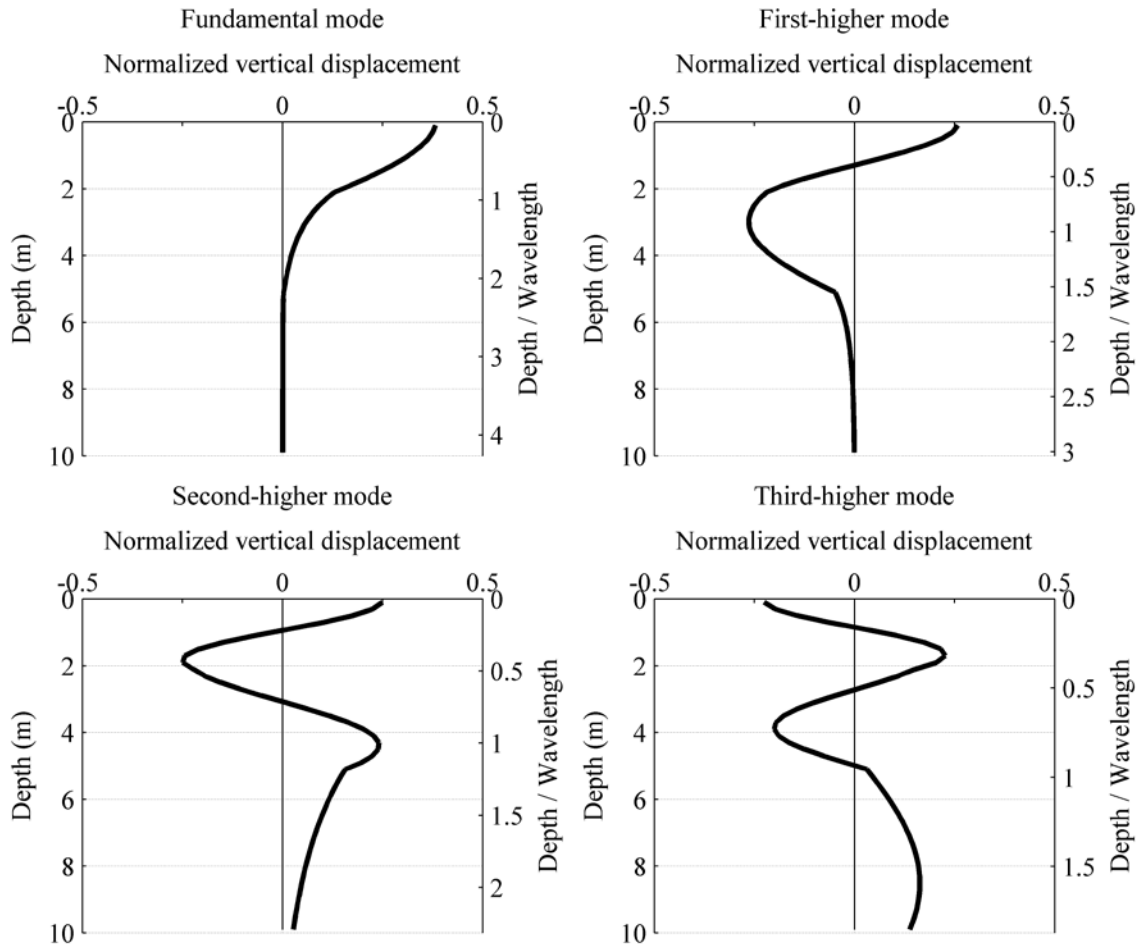 Fundamental mode
Normalized vertical displacement
-0.5 0 0.5
0 2 4 6 8 10
Depth (m)
0 1 2 3 4
Depth / Wavelength
First-higher mode
Normalized vertical displacement
-0.5 0 0.5
0 2 4 6 8 10
Depth (m)
0 0.5 1 1.5 2 2.5 3
Depth / Wavelength
Second-higher mode
Normalized vertical displacement
-0.5 0 0.5
0 2 4 6 8 10
Depth (m)
0 0.5 1 1.5 2
Depth / Wavelength
Third-higher mode
Normalized vertical displacement
-0.5 0 0.5
0 2 4 6 8 10
Depth (m)
0 0.5 1 1.5
Depth / Wavelength